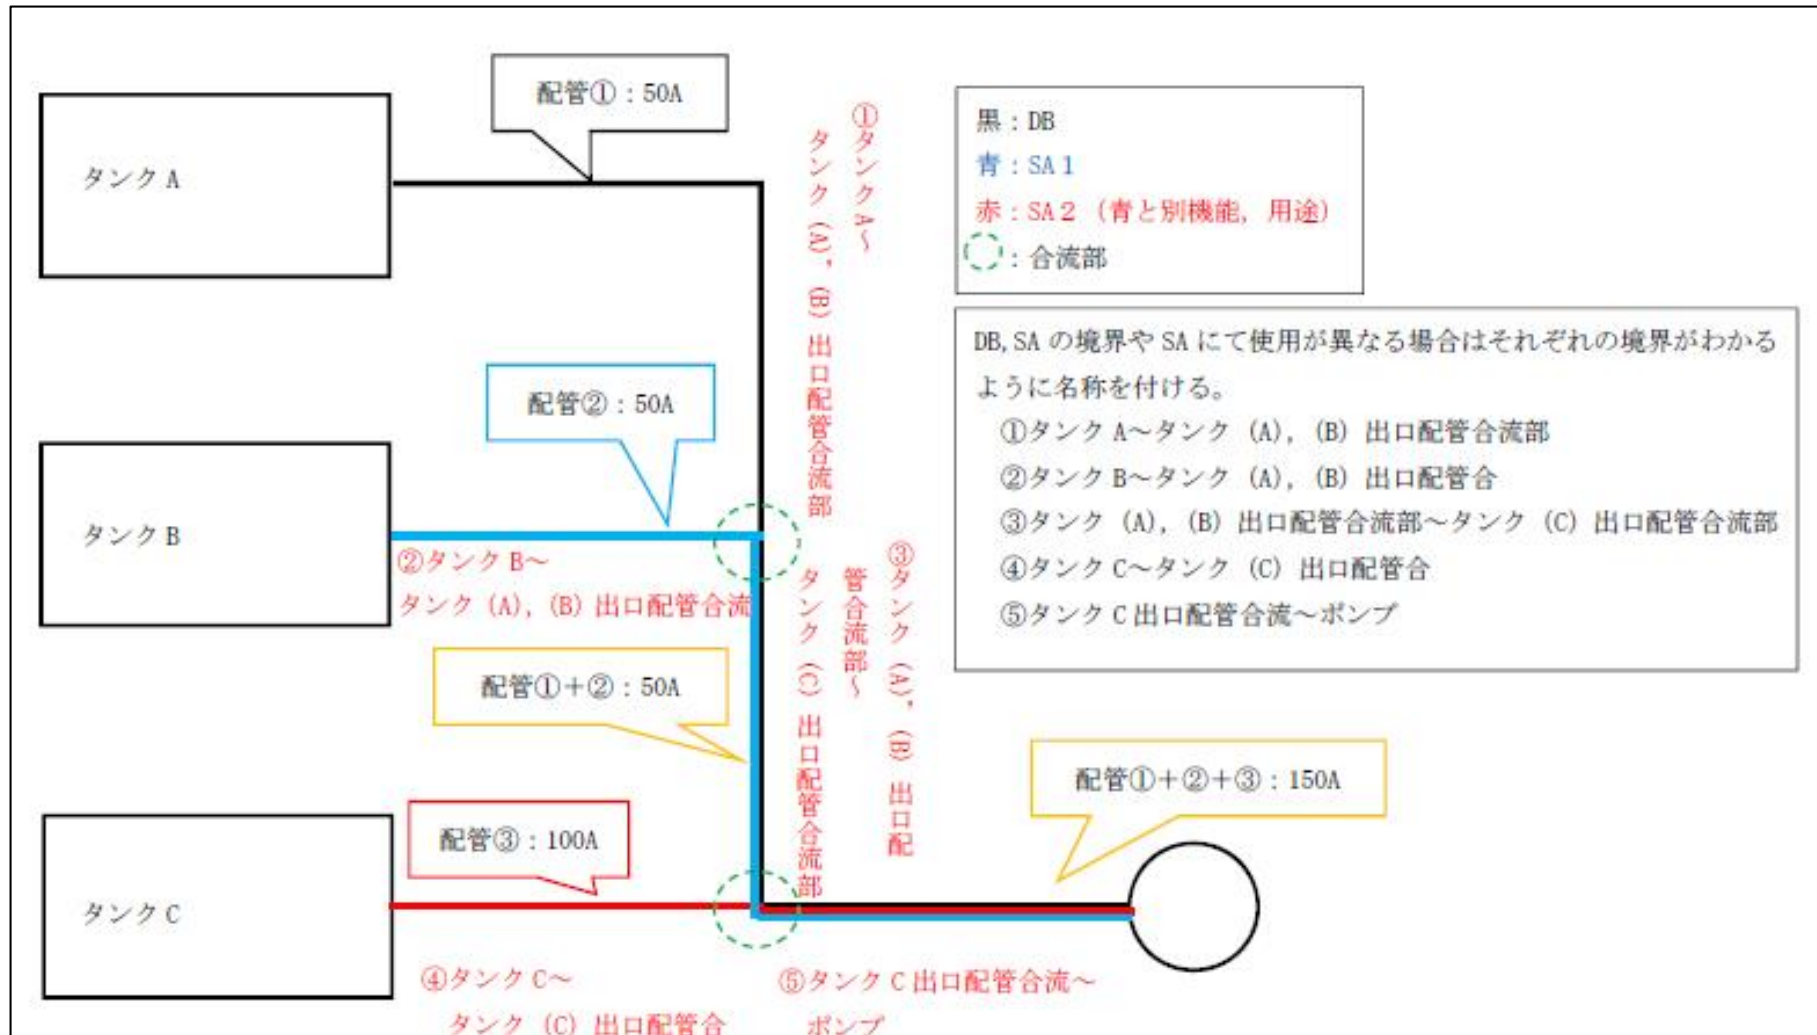 配管①：50A
タンク A
①タンク A～
タンク (A), (B) 出口配管合流部
黒：DB
青：SA１
赤：SA２ (青と別機能, 用途)
：合流部
DB, SA の境界や SA にて使用が異なる場合はそれぞれの境界がわかる
ように名称を付ける。
①タンク A～タンク (A), (B) 出口配管合流部
②タンク B～タンク (A), (B) 出口配管合
③タンク (A), (B) 出口配管合流部～タンク (C) 出口配管合流部
④タンク C～タンク (C) 出口配管合
⑤タンク C 出口配管合流～ポンプ
配管②：50A
タンク B
②タンク B～
タンク (A), (B) 出口配管合流
③タンク (A), (B) 出口配
管合流部～
タンク (C) 出口配管合流部
配管①＋②：50A
配管①＋②＋③：150A
配管③：100A
タンク C
④タンク C～
タンク (C) 出口配管合
⑤タンク C 出口配管合流～
ポンプ